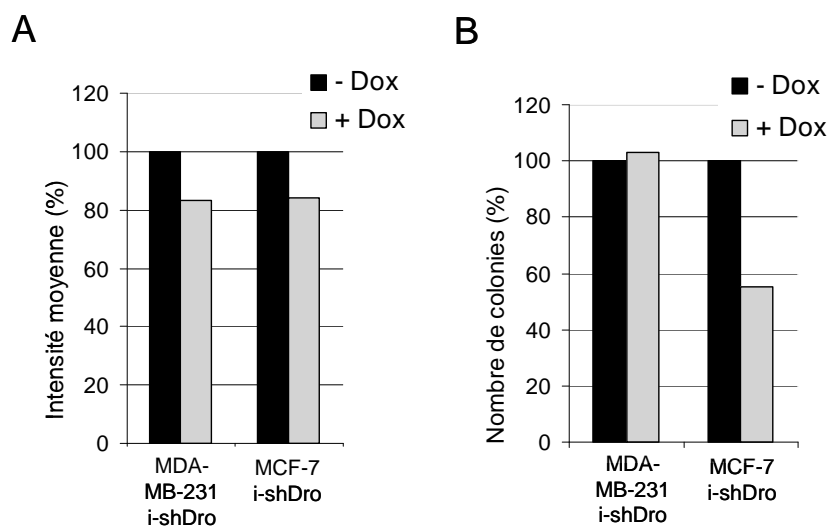 A
- Dox
+ Dox
Intensité moyenne (%)
120
100
80
60
40
20
0
MDA-
MB-231
i-shDro
MCF-7
i-shDro
B
- Dox
+ Dox
Nombre de colonies (%)
120
100
80
60
40
20
0
MDA-
MB-231
i-shDro
MCF-7
i-shDro